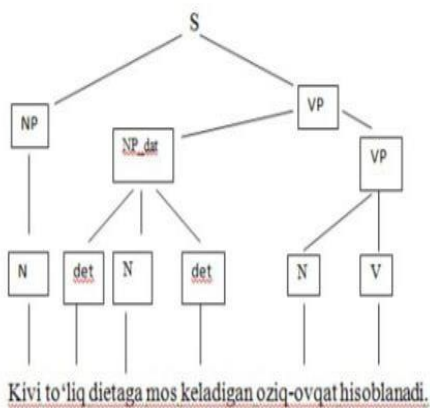 S
NP
VP
NP_dat
VP
N
det
N
det
N
V
Kivi to‘liq dietaga mos keladigan oziq-ovqat hisoblanadi.